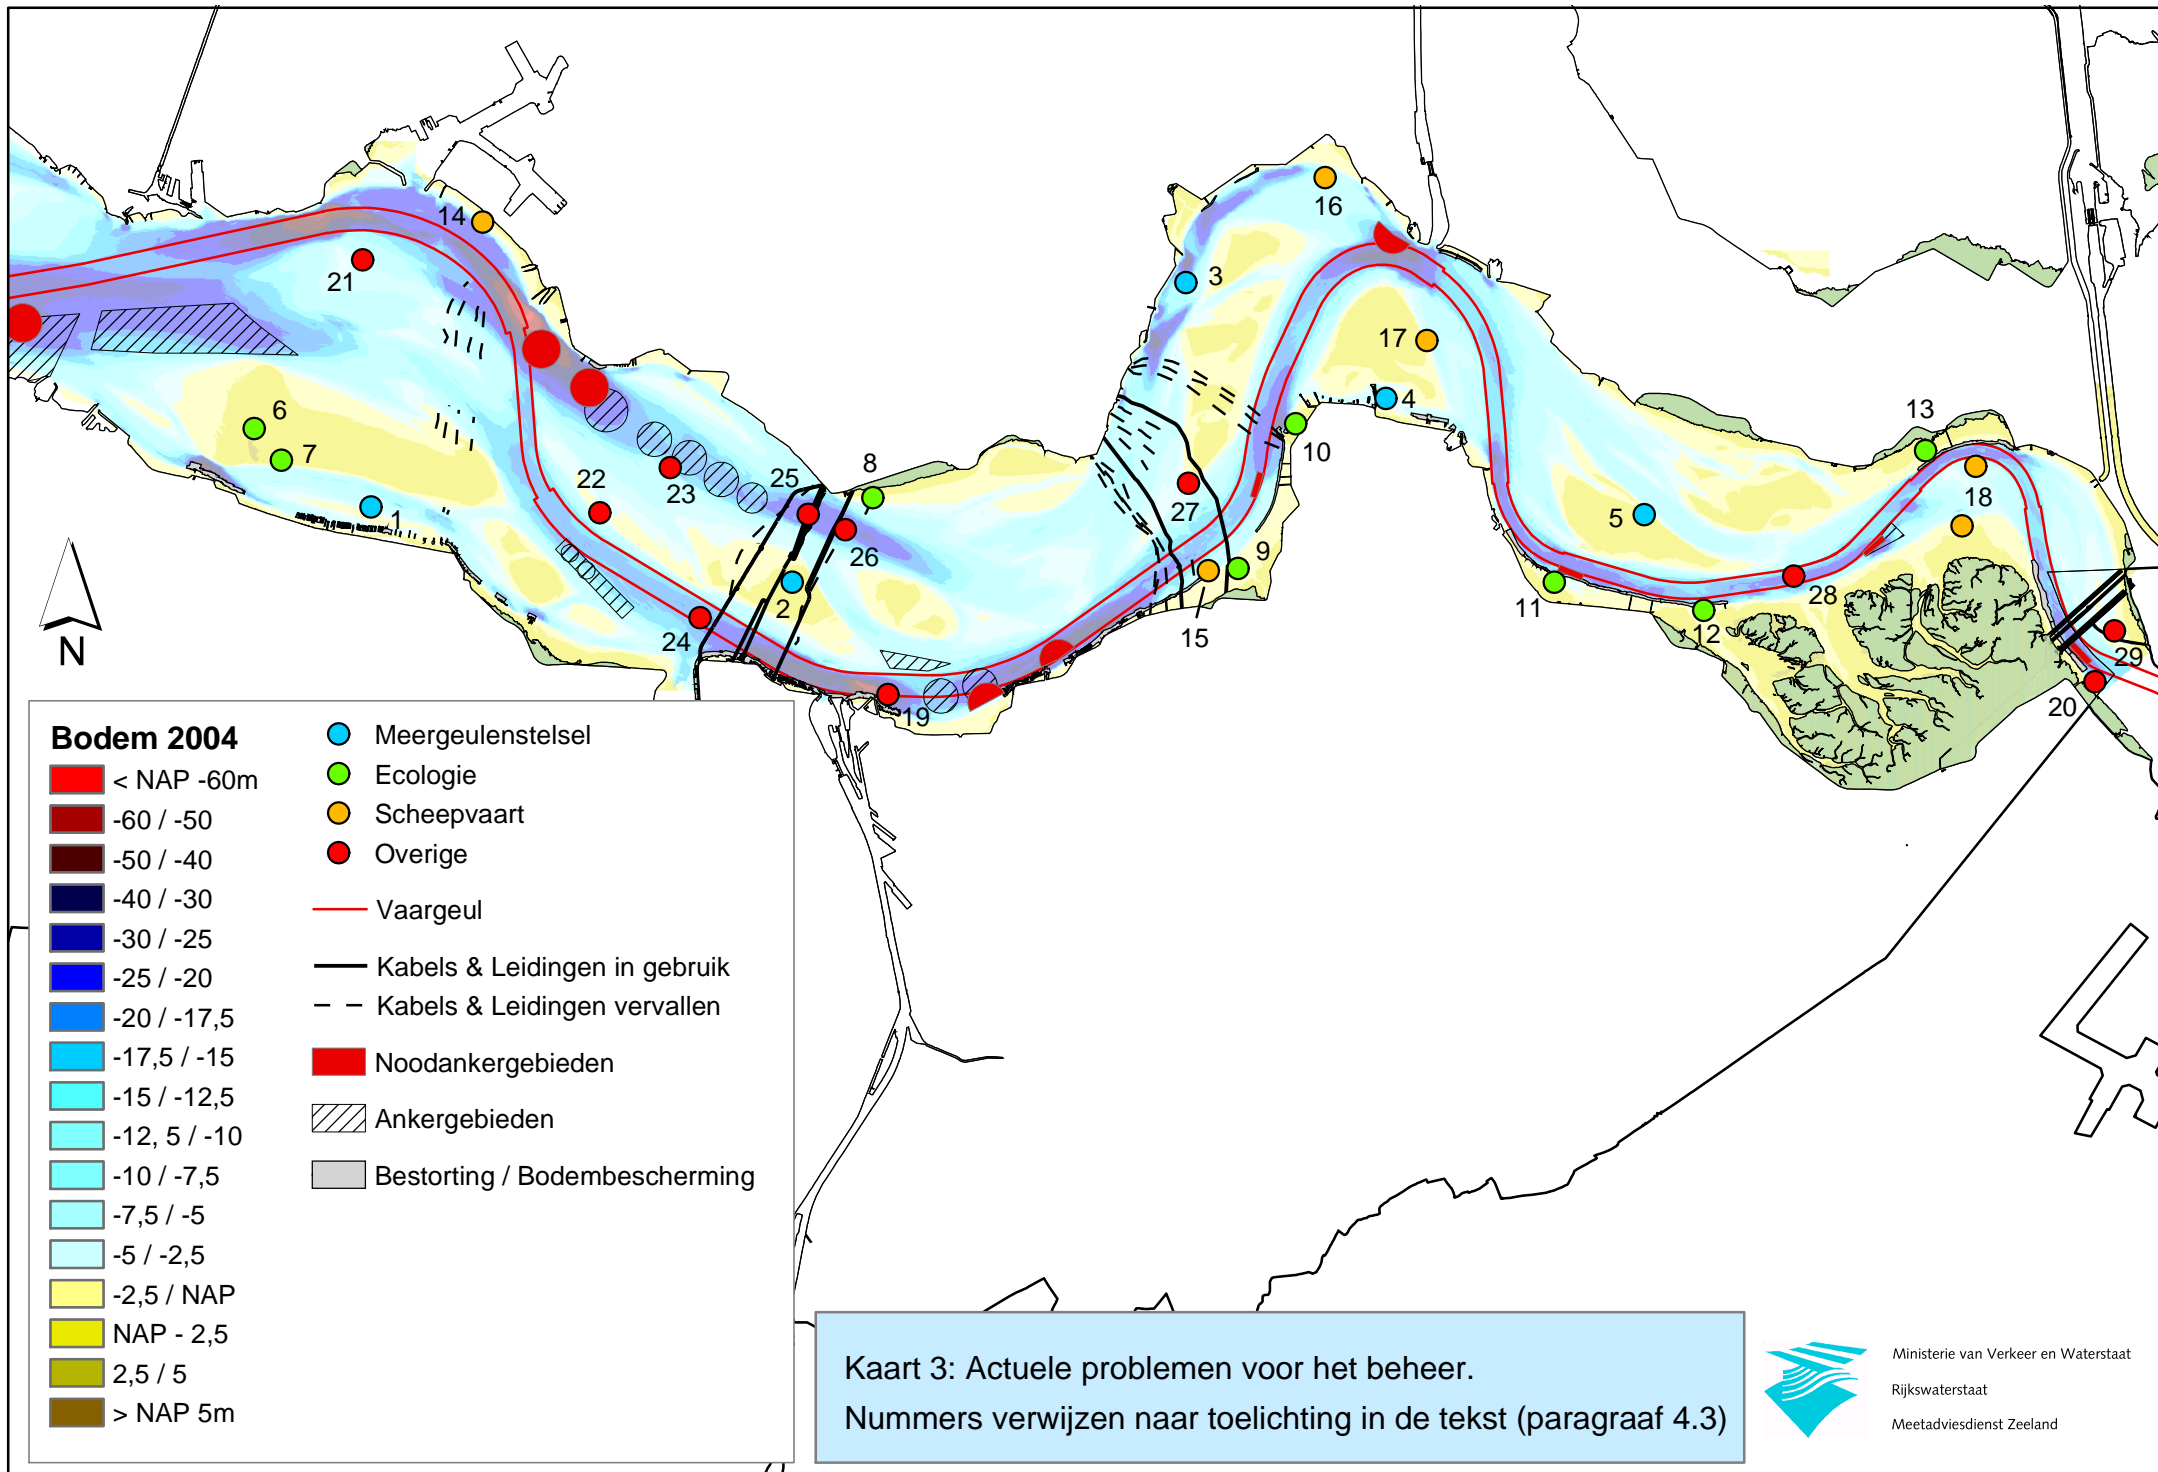 14
21
16
3
17
4
6
7
1
22
23
25
8
26
2
24
19
10
27
9
15
5
13
18
11
12
28
29
20
N
Bodem 2004
< NAP -60m
-60 / -50
-50 / -40
-40 / -30
-30 / -25
-25 / -20
-20 / -17,5
-17,5 / -15
-15 / -12,5
-12, 5 / -10
-10 / -7,5
-7,5 / -5
-5 / -2,5
-2,5 / NAP
NAP - 2,5
2,5 / 5
> NAP 5m
Meergeulenstelsel
Ecologie
Scheepvaart
Overige
Vaargeul
Kabels & Leidingen in gebruik
Kabels & Leidingen vervallen
Noodankergebieden
Ankergebieden
Bestorting / Bodembescherming
Kaart 3: Actuele problemen voor het beheer.
Nummers verwijzen naar toelichting in de tekst (paragraaf 4.3)
Ministerie van Verkeer en Waterstaat
Rijkswaterstaat
Meetadviesdienst Zeeland